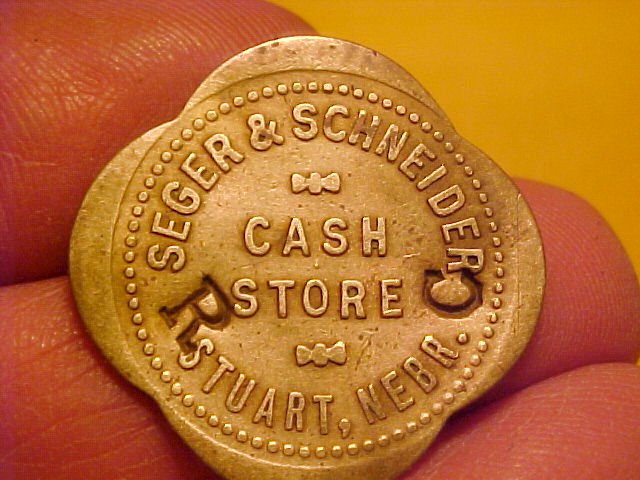 SEGER & SCHNEIDER
CASH
STORE
STUART, NEBR.
R
C